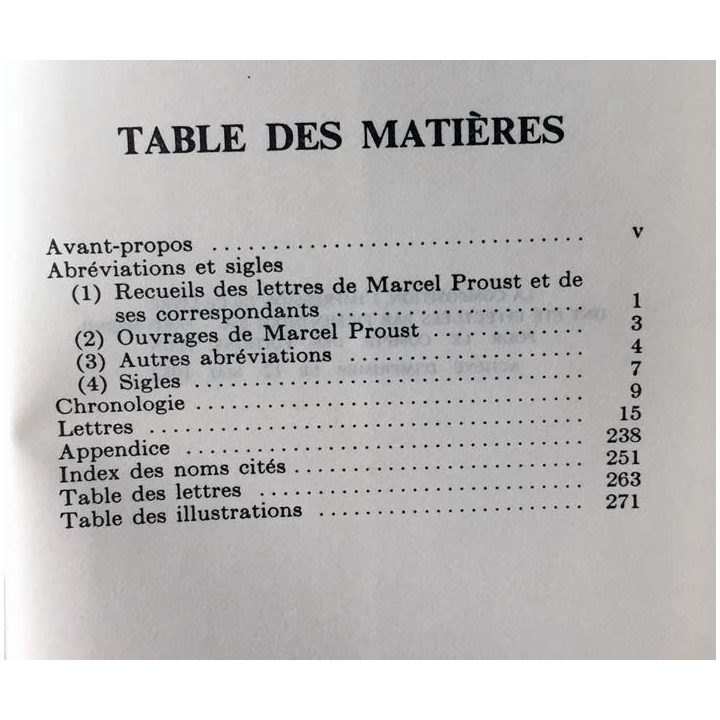 TABLE DES MATIÈRES
Avant-propos ................................ v
Abréviations et sigles
(1) Recueils des lettres de Marcel Proust et de
ses correspondants ...................... 1
(2) Ouvrages de Marcel Proust ............. 3
(3) Autres abréviations .................... 4
(4) Sigles ................................. 7
Chronologie ................................. 9
Lettres ..................................... 15
Appendice .................................. 238
Index des noms cités ........................ 251
Table des lettres ........................... 263
Table des illustrations ...................... 271